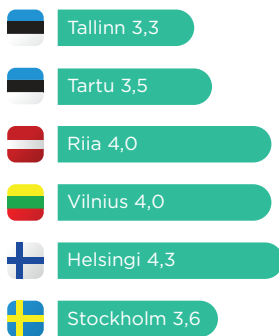 Tallinn 3,3
Tartu 3,5
Riia 4,0
Vilnius 4,0
Helsingi 4,3
Stockholm 3,6